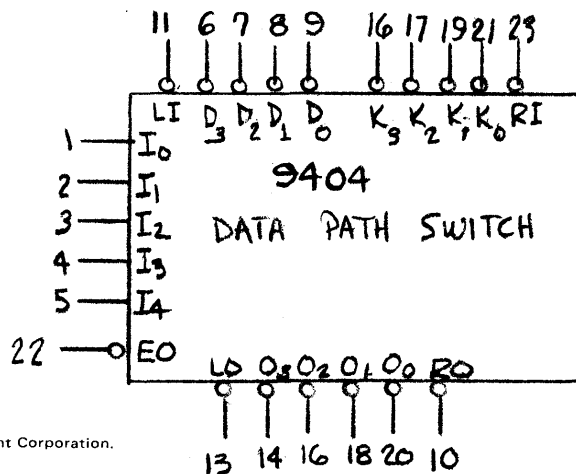 11 6 7 8 9 16 17 19 21 23
LI D3 D2 D1 D0 K3 K2 K1 K0 RI
1 I0
9404
2 I1
3 I2 DATA PATH SWITCH
4 I3
5 I4
22 EO
LO O3 O2 O1 O0 RO
nt Corporation.
13 14 16 18 20 10